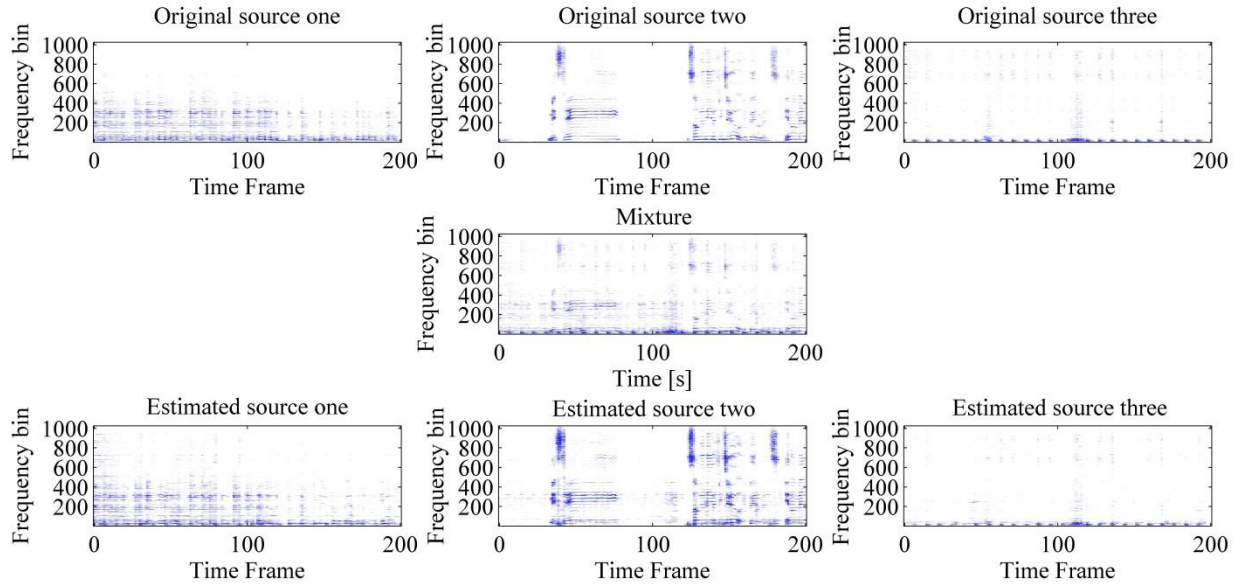 Original source one
Original source two
Original source three
Frequency bin
1000
800
600
400
200
0
100
200
Time Frame
Frequency bin
1000
800
600
400
200
0
100
200
Time Frame
Frequency bin
1000
800
600
400
200
0
100
200
Time Frame
Mixture
Frequency bin
1000
800
600
400
200
0
100
200
Time [s]
Estimated source one
Estimated source two
Estimated source three
Frequency bin
1000
800
600
400
200
0
100
200
Time Frame
Frequency bin
1000
800
600
400
200
0
100
200
Time Frame
Frequency bin
1000
800
600
400
200
0
100
200
Time Frame